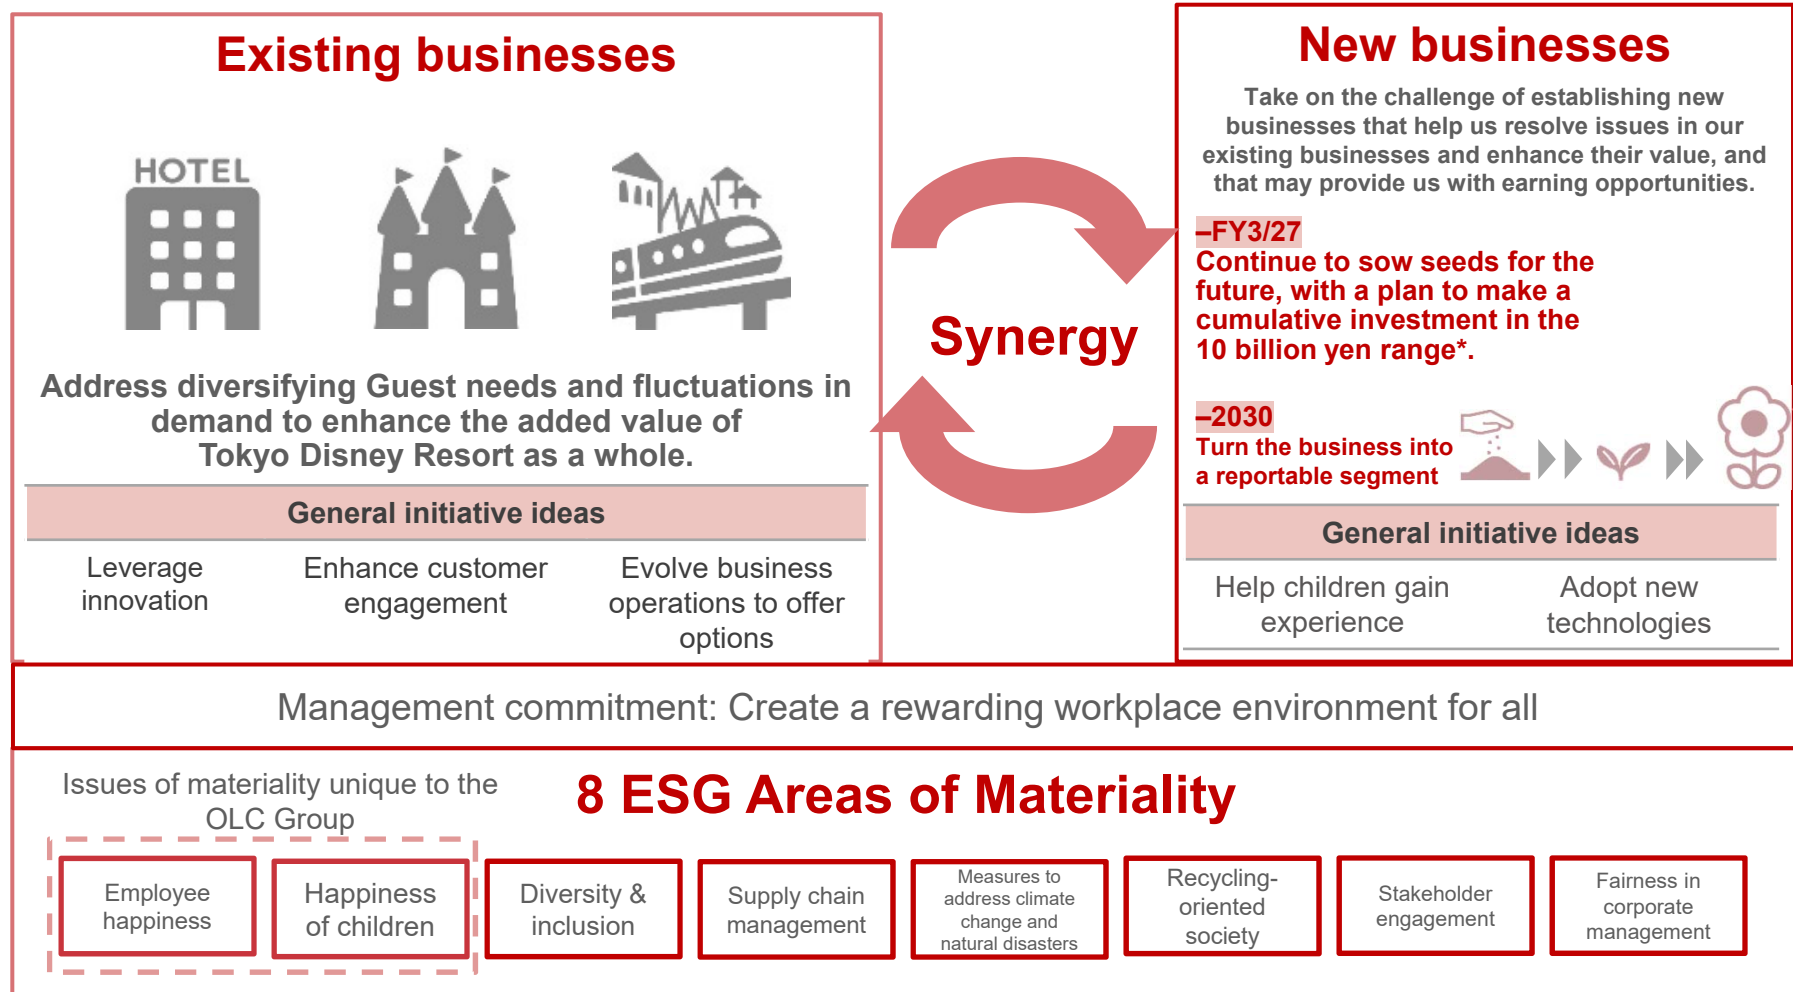 Existing businesses
HOTEL
Address diversifying Guest needs and fluctuations in
demand to enhance the added value of
Tokyo Disney Resort as a whole.
General initiative ideas
Leverage
innovation
Enhance customer
engagement
Evolve business
operations to offer
options
Synergy
New businesses
Take on the challenge of establishing new
businesses that help us resolve issues in our
existing businesses and enhance their value, and
that may provide us with earning opportunities.
–FY3/27
Continue to sow seeds for the
future, with a plan to make a
cumulative investment in the
10 billion yen range*.
–2030
Turn the business into
a reportable segment
General initiative ideas
Help children gain
experience
Adopt new
technologies
Management commitment: Create a rewarding workplace environment for all
Issues of materiality unique to the
OLC Group
8 ESG Areas of Materiality
Employee
happiness
Happiness
of children
Diversity &
inclusion
Supply chain
management
Measures to
address climate
change and
natural disasters
Recycling-
oriented
society
Stakeholder
engagement
Fairness in
corporate
management